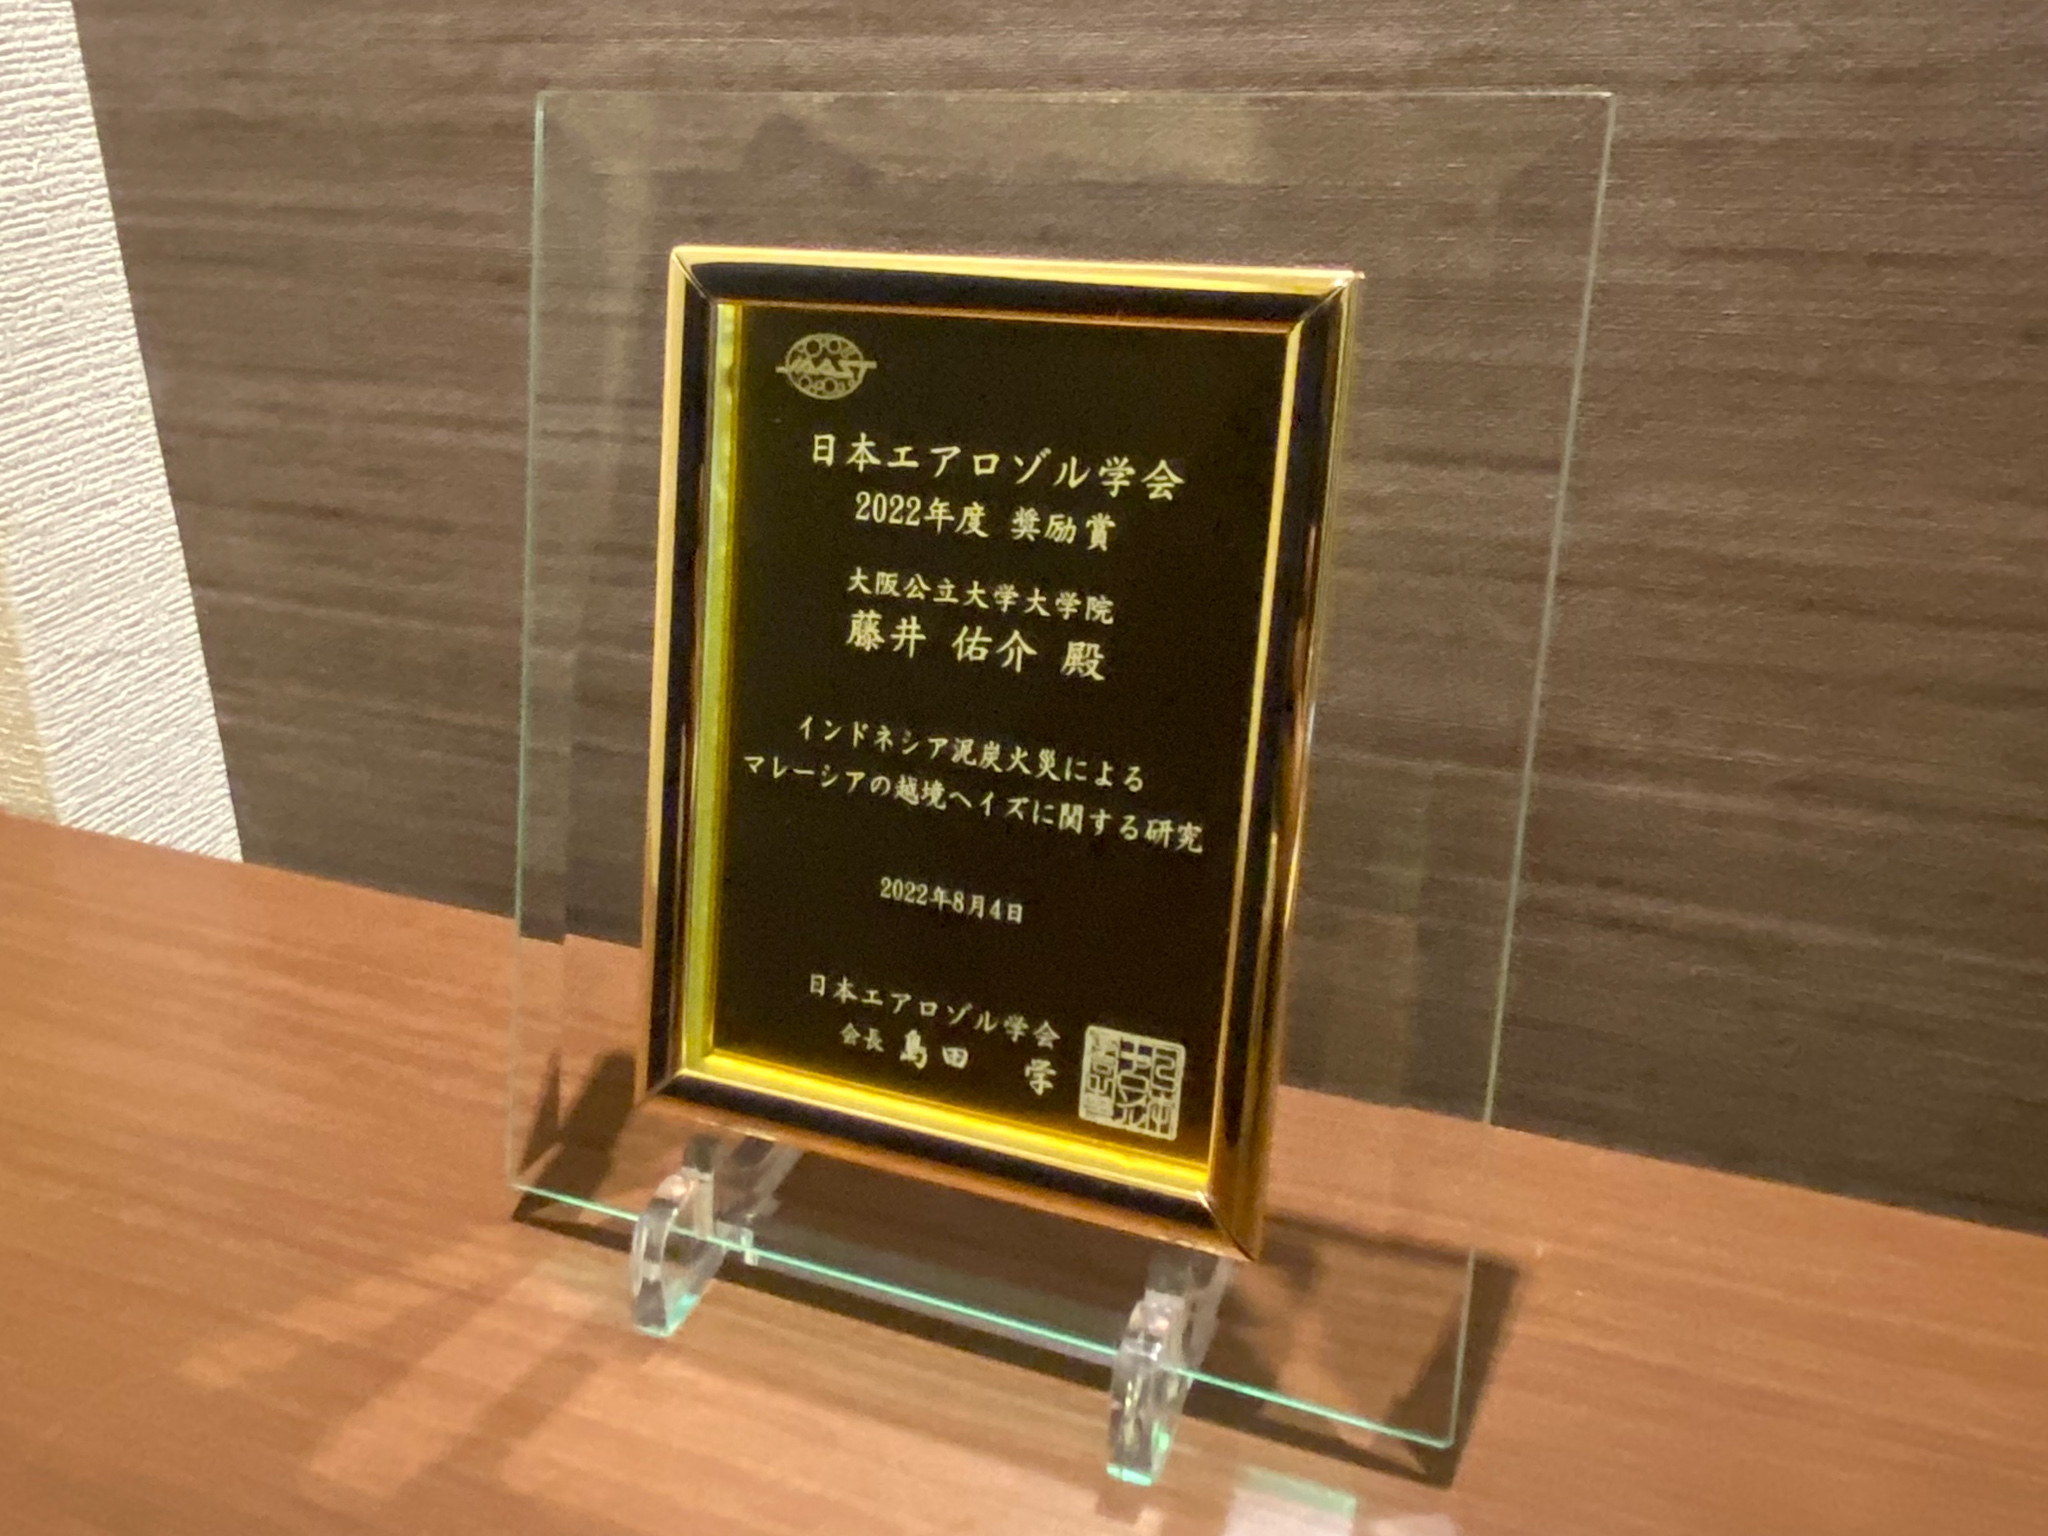 JAAST
日本エアロゾル学会
2022年度 奨励賞
大阪公立大学大学院
藤井 佑介 殿
インドネシア泥炭火災による
マレーシアの越境ヘイズに関する研究
2022年8月4日
日本エアロゾル学会
会長 島田 学